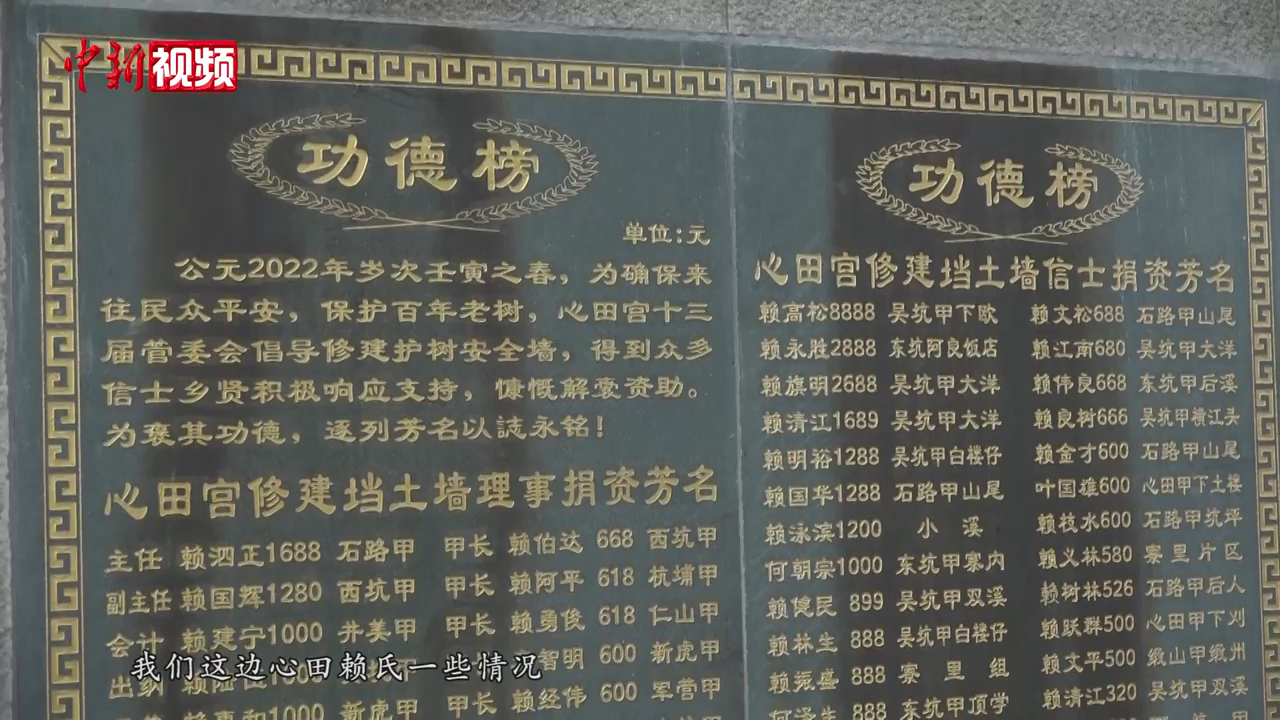 中新视频
功德榜
单位:元
公元2022年岁次壬寅之春，为确保来
往民众平安，保护百年老树，心田宫十三
届管委会倡导修建护树安全墙，得到众多
信士乡贤积极响应支持，慷慨解袭资助。
为褒其功德，逐列芳名以誌永铭！
心田宫修建垱土墙理事捐资芳名
主任 赖泗正1688 石路甲 甲长 赖伯达 668 西坑甲
副主任 赖国辉1280 西坑甲 甲长 赖阿平 618 杭埔甲
会计 赖建宁1000 井美甲 甲长 赖勇俊 618 仁山甲
出纳 智明 600 新虎甲
新虎甲 甲长 赖经伟 600 军营甲
功德榜
心田宫修建垱土墙信士捐资芳名
赖高松8888 吴坑甲下欧 赖文松688 石路甲山尾
赖永胜2888 东坑阿良饭店 赖江南680 吴坑甲大洋
赖旗明2688 吴坑甲大洋 赖伟良668 东坑甲后溪
赖清江1689 吴坑甲大洋 赖良树666 吴坑甲横江头
赖明裕1288 吴坑甲白楼仔 赖金才600 石路甲山尾
赖国华1288 石路甲山尾 叶国雄600 心田甲下土楼
赖泳滨1200 小溪 赖枝水600 石路甲坑坪
何朝宗1000 东坑甲寨内 赖义林580 寨里片区
赖健民 899 吴坑甲双溪 赖树林526 石路甲后人
赖林生 888 吴坑甲白楼仔 赖跃群500 心田甲下刘
赖振盛 888 寨里组 赖文平500 缎山甲缎州
何泽生 888 东坑甲顶学 赖清江320 吴坑甲双溪
我们这边心田赖氏一些情况